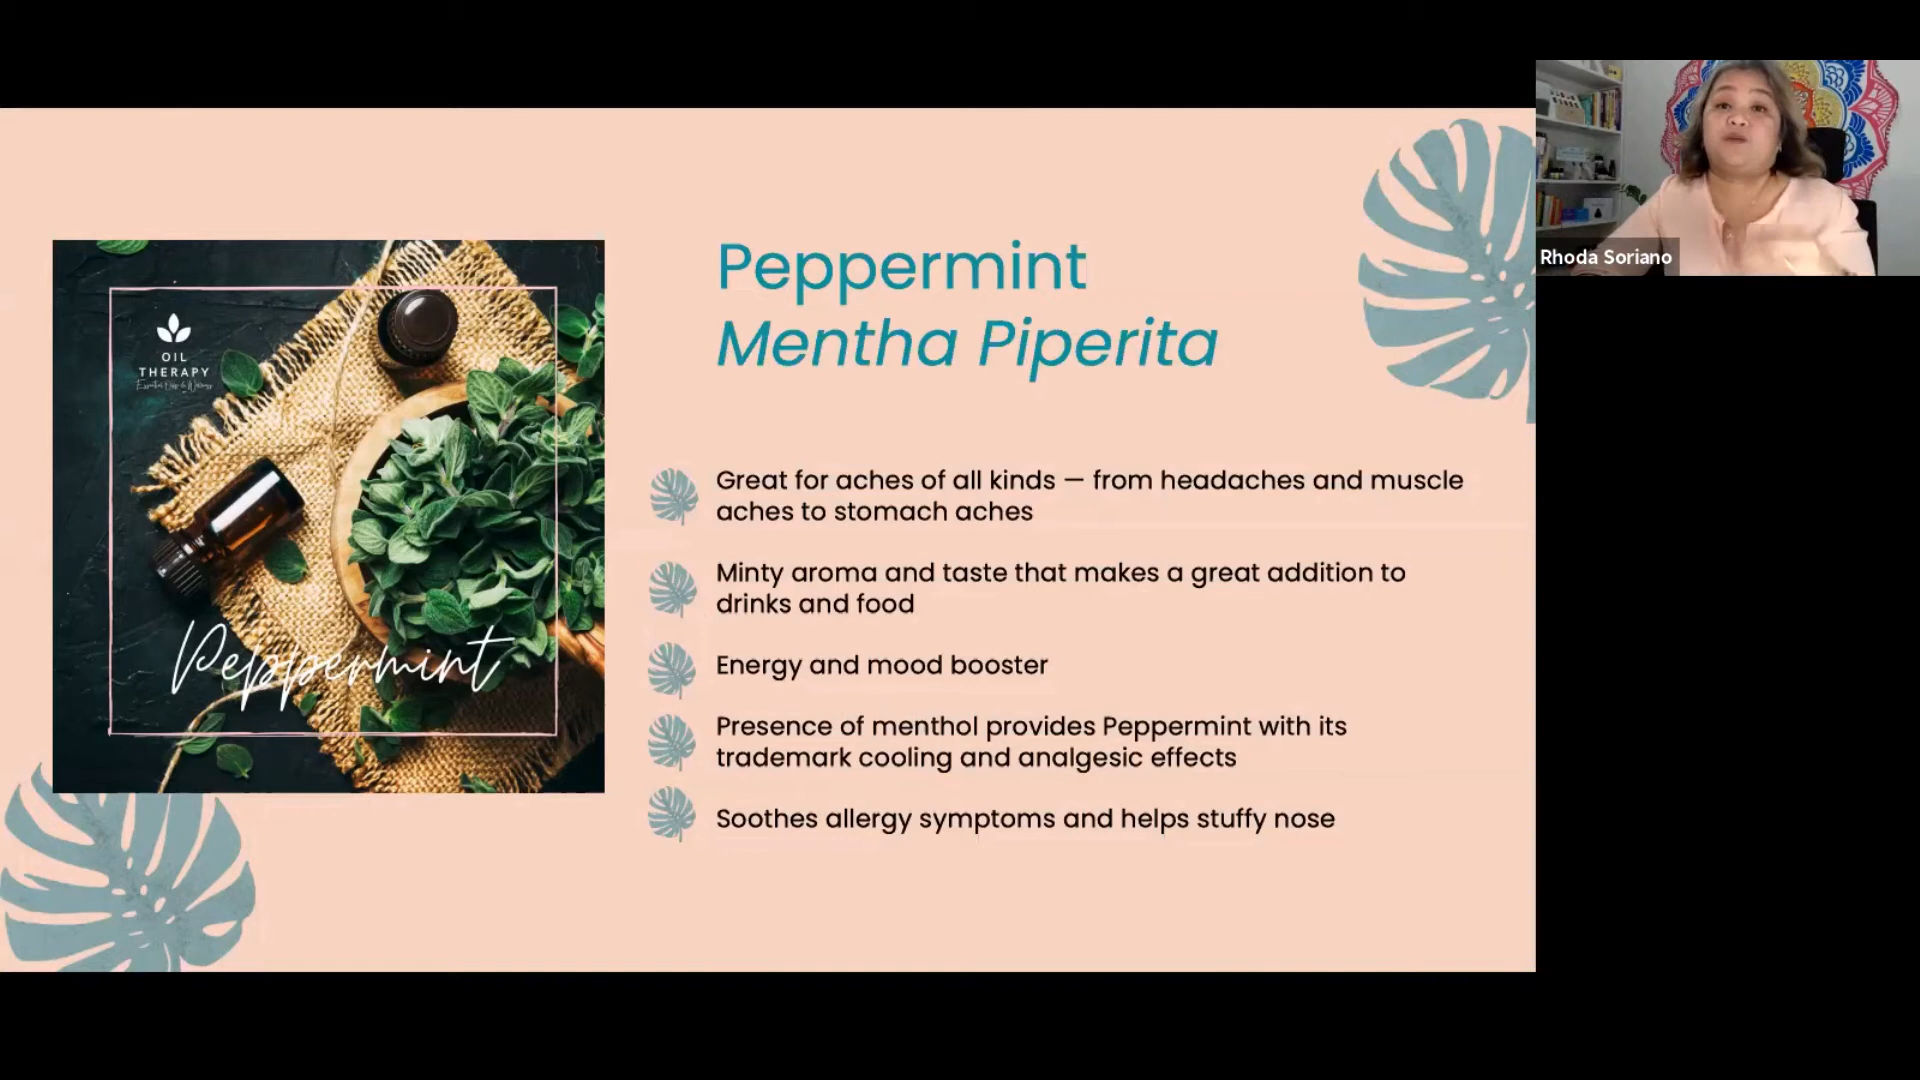 Peppermint
Mentha Piperita
OIL
THERAPY
Essential Oils & Wellness
Peppermint
Great for aches of all kinds — from headaches and muscle
aches to stomach aches
Minty aroma and taste that makes a great addition to
drinks and food
Energy and mood booster
Presence of menthol provides Peppermint with its
trademark cooling and analgesic effects
Soothes allergy symptoms and helps stuffy nose
Rhoda Soriano